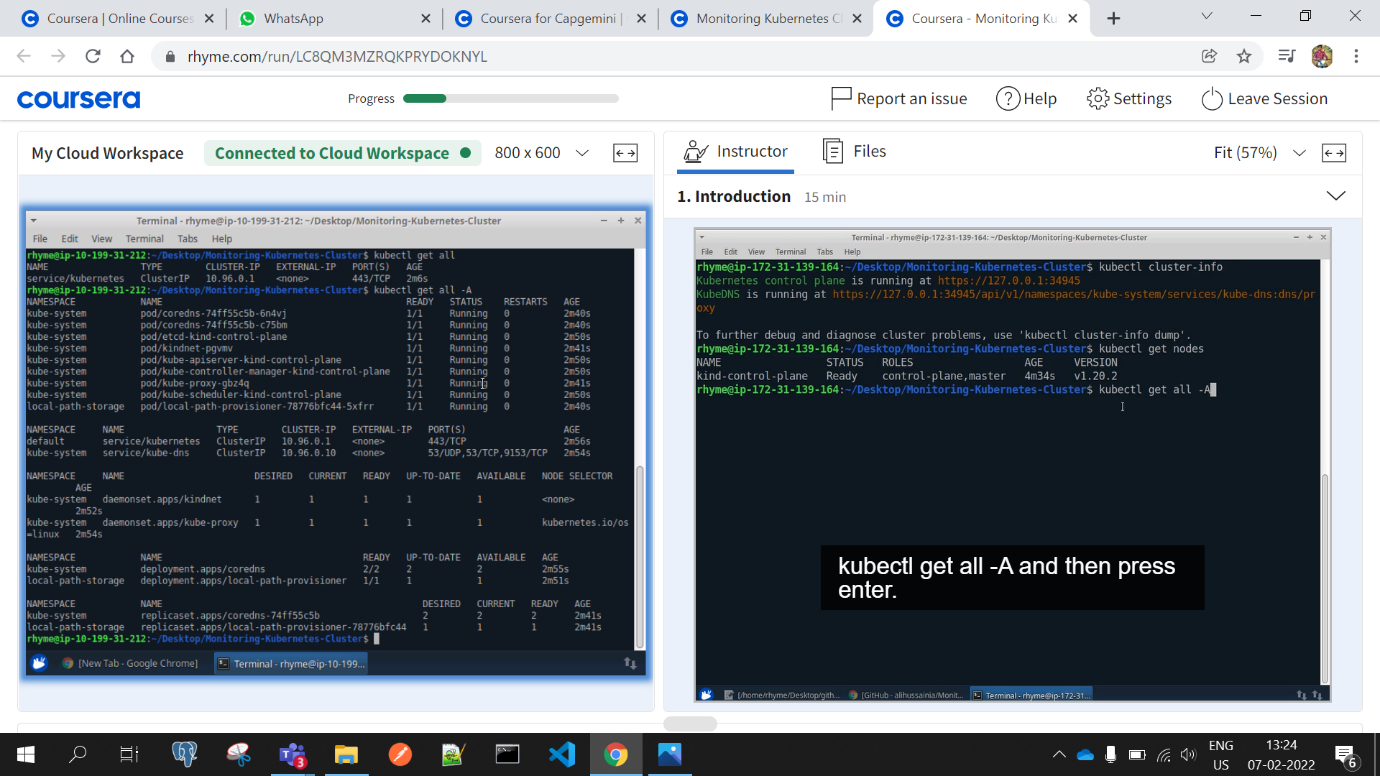 Coursera | Online Courses
WhatsApp
Coursera for Capgemini |
Monitoring Kubernetes Cl
Coursera - Monitoring Ku
rhyme.com/run/LC8QM3MZRQKPRYDOKNYL
coursera
Progress
Report an issue
Help
Settings
Leave Session
My Cloud Workspace
Connected to Cloud Workspace
800 x 600
Terminal - rhyme@ip-10-199-31-212: ~/Desktop/Monitoring-Kubernetes-Cluster
File Edit View Terminal Tabs Help
rhyme@ip-10-199-31-212:~/Desktop/Monitoring-Kubernetes-Cluster$ kubectl get all
NAME TYPE CLUSTER-IP EXTERNAL-IP PORT(S) AGE
service/kubernetes ClusterIP 10.96.0.1 <none> 443/TCP 2m6s
rhyme@ip-10-199-31-212:~/Desktop/Monitoring-Kubernetes-Cluster$ kubectl get all -A
NAMESPACE NAME READY STATUS RESTARTS AGE
kube-system pod/coredns-74ff55c5b-6n4vj 1/1 Running 0 2m40s
kube-system pod/coredns-74ff55c5b-c75bm 1/1 Running 0 2m40s
kube-system pod/etcd-kind-control-plane 1/1 Running 0 2m50s
kube-system pod/kindnet-pgvmv 1/1 Running 0 2m41s
kube-system pod/kube-apiserver-kind-control-plane 1/1 Running 0 2m50s
kube-system pod/kube-controller-manager-kind-control-plane 1/1 Running 0 2m50s
kube-system pod/kube-proxy-gbz4q 1/1 Running 0 2m41s
kube-system pod/kube-scheduler-kind-control-plane 1/1 Running 0 2m50s
local-path-storage pod/local-path-provisioner-78776bfc44-5xfrr 1/1 Running 0 2m40s
NAMESPACE NAME TYPE CLUSTER-IP EXTERNAL-IP PORT(S) AGE
default service/kubernetes ClusterIP 10.96.0.1 <none> 443/TCP 2m56s
kube-system service/kube-dns ClusterIP 10.96.0.10 <none> 53/UDP,53/TCP,9153/TCP 2m54s
NAMESPACE NAME DESIRED CURRENT READY UP-TO-DATE AVAILABLE NODE SELECTOR
AGE
kube-system daemonset.apps/kindnet 1 1 1 1 1 <none>
2m52s
kube-system daemonset.apps/kube-proxy 1 1 1 1 1 kubernetes.io/os
=linux 2m54s
NAMESPACE NAME READY UP-TO-DATE AVAILABLE AGE
kube-system deployment.apps/coredns 2/2 2 2 2m55s
local-path-storage deployment.apps/local-path-provisioner 1/1 1 1 2m51s
NAMESPACE NAME DESIRED CURRENT READY AGE
kube-system replicaset.apps/coredns-74ff55c5b 2 2 2 2m41s
local-path-storage replicaset.apps/local-path-provisioner-78776bfc44 1 1 1 2m41s
rhyme@ip-10-199-31-212:~/Desktop/Monitoring-Kubernetes-Cluster$
[New Tab - Google Chrome]
Terminal - rhyme@ip-10-199...
Instructor
Files
Fit (57%)
1. Introduction 15 min
Terminal - rhyme@ip-172-31-139-164: ~/Desktop/Monitoring-Kubernetes-Cluster
File Edit View Terminal Tabs Help
rhyme@ip-172-31-139-164:~/Desktop/Monitoring-Kubernetes-Cluster$ kubectl cluster-info
Kubernetes control plane is running at https://127.0.0.1:34945
KubeDNS is running at https://127.0.0.1:34945/api/v1/namespaces/kube-system/services/kube-dns:dns/pr
oxy
To further debug and diagnose cluster problems, use 'kubectl cluster-info dump'.
rhyme@ip-172-31-139-164:~/Desktop/Monitoring-Kubernetes-Cluster$ kubectl get nodes
NAME STATUS ROLES AGE VERSION
kind-control-plane Ready control-plane,master 4m34s v1.20.2
rhyme@ip-172-31-139-164:~/Desktop/Monitoring-Kubernetes-Cluster$ kubectl get all -A
kubectl get all -A and then press
enter.
[/home/rhyme/Desktop/gith...
[GitHub - alihussainia/Monit...
Terminal - rhyme@ip-172-31...
3
ENG
US
13:24
07-02-2022
6